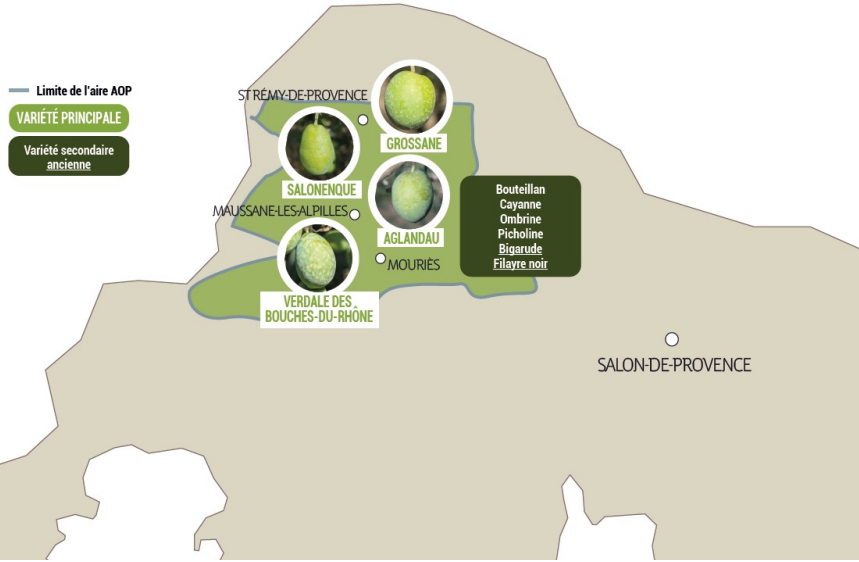 Limite de l'aire AOP
VARIÉTÉ PRINCIPALE
Variété secondaire
ancienne
ST RÉMY-DE-PROVENCE
GROSSANE
SALONENQUE
MAUSSANE-LES-ALPILLES
AGLANDAU
MOURIÈS
VERDALE DES
BOUCHES-DU-RHÔNE
Bouteillan
Cayanne
Ombrine
Picholine
Bigarude
Filayre noir
SALON-DE-PROVENCE